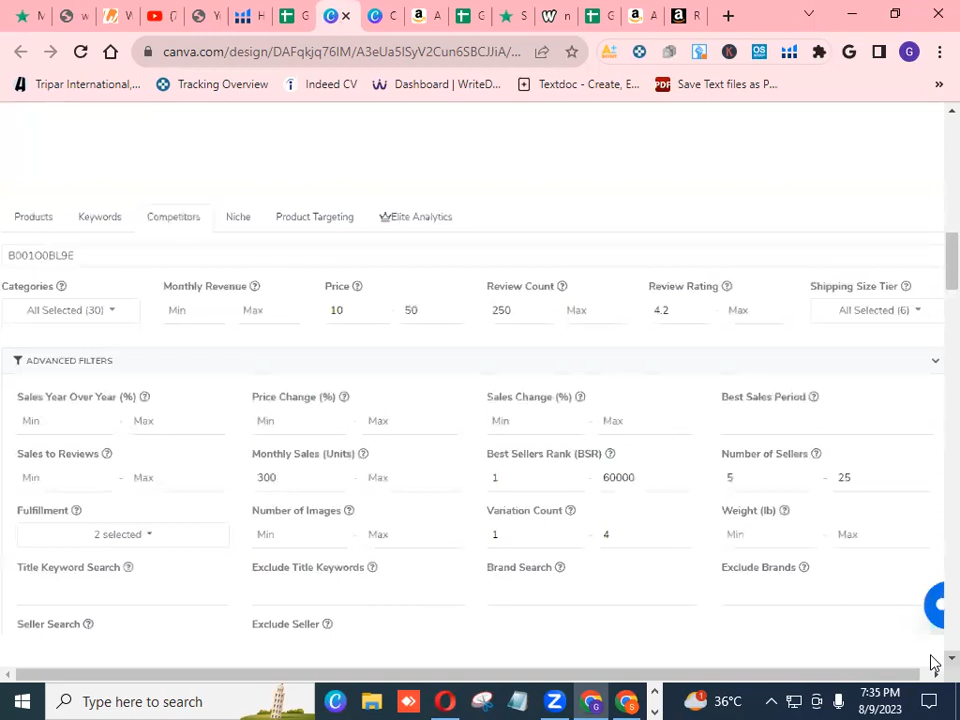 M
w
W
(
Y
H
G
C
A
G
S
n
G
A
R
canva.com/design/DAFqkjq76IM/A3eUa5ISyV2Cun6SBCJJiA/...
G
Tripar International,...
Tracking Overview
Indeed CV
Dashboard | WriteD...
Textdoc - Create, E...
PDF
Save Text files as P...
»
Products
Keywords
Competitors
Niche
Product Targeting
Elite Analytics
B001O0BL9E
Categories
Monthly Revenue
Price
Review Count
Review Rating
Shipping Size Tier
All Selected (30)
Min
Max
10
50
250
Max
4.2
Max
All Selected (6)
ADVANCED FILTERS
Sales Year Over Year (%)
Price Change (%)
Sales Change (%)
Best Sales Period
Min - Max
Min - Max
Min - Max
Sales to Reviews
Monthly Sales (Units)
Best Sellers Rank (BSR)
Number of Sellers
Min - Max
300 - Max
1 - 60000
5 - 25
Fulfillment
Number of Images
Variation Count
Weight (lb)
2 selected
Min - Max
1 - 4
Min - Max
Title Keyword Search
Exclude Title Keywords
Brand Search
Exclude Brands
Seller Search
Exclude Seller
Type here to search
36°C
7:35 PM
8/9/2023